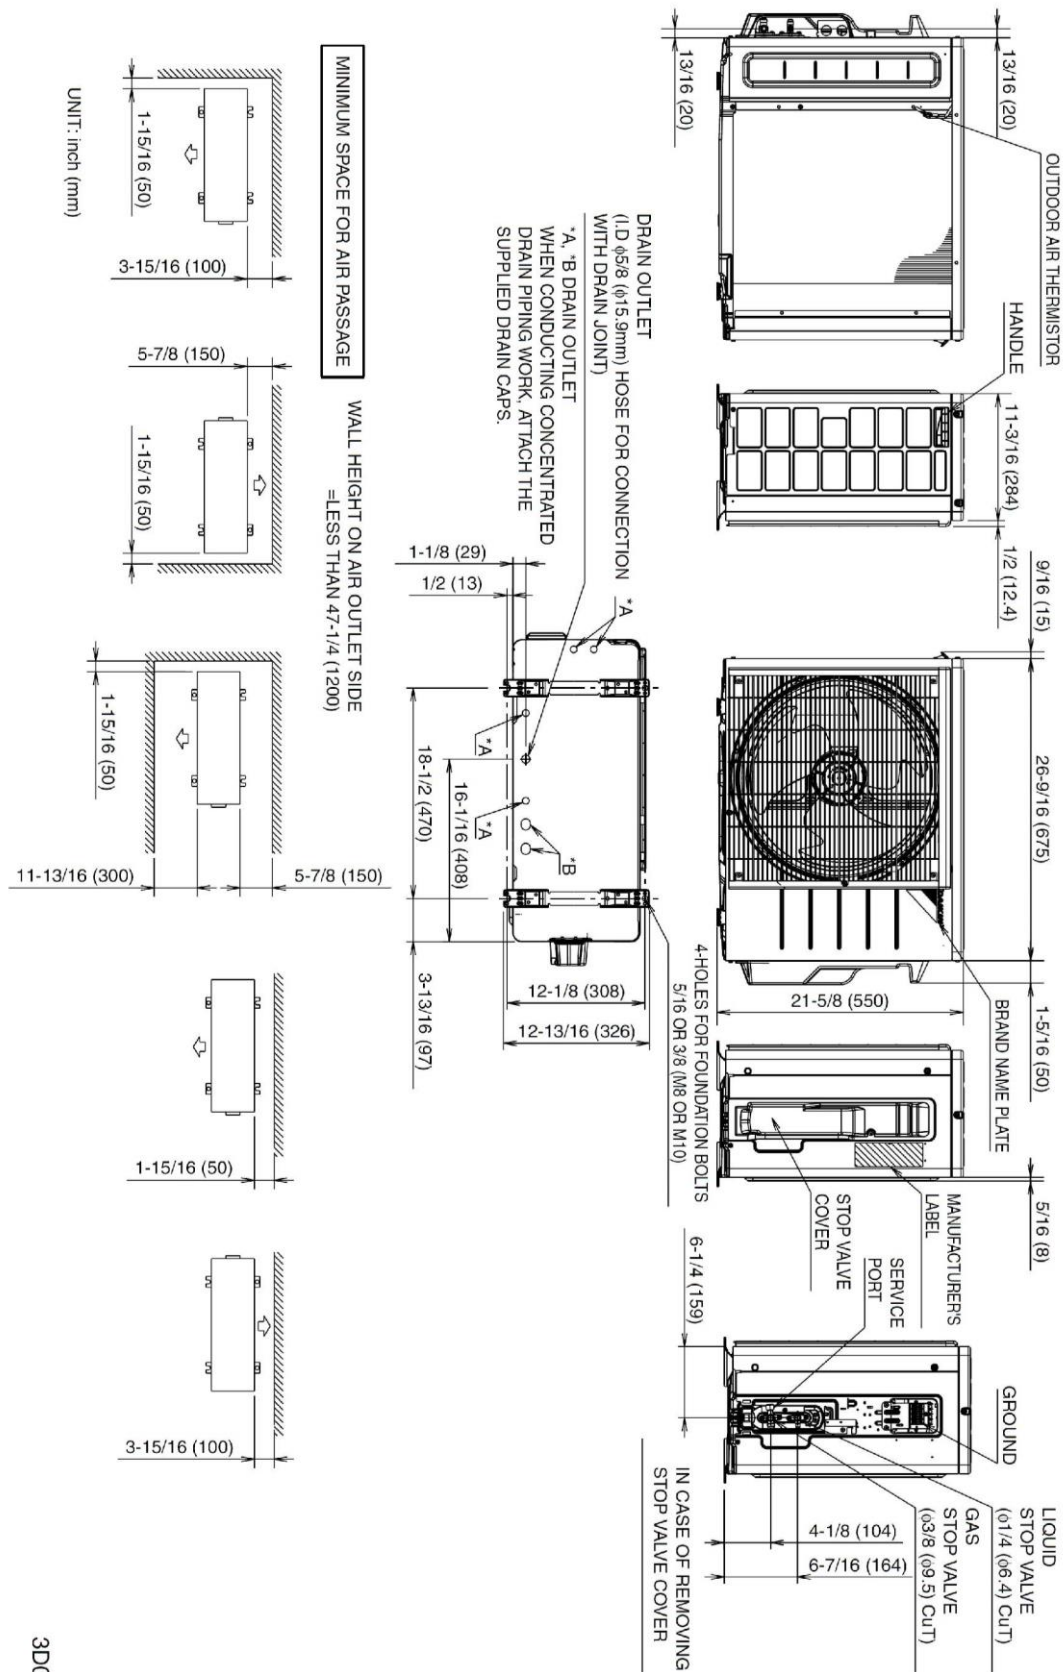 13/16 (20)
13/16 (20)
OUTDOOR AIR THERMISTOR
HANDLE
11-3/16 (284)
1/2 (12.4)
9/16 (15)
26-9/16 (675)
1-5/16 (50)
21-5/8 (550)
BRAND NAME PLATE
5/16 (8)
MANUFACTURER'S
LABEL
STOP VALVE
COVER
SERVICE
PORT
6-1/4 (159)
GROUND
LIQUID
STOP VALVE
(ϕ1/4 (ϕ6.4) CuT)
GAS
STOP VALVE
(ϕ3/8 (ϕ9.5) CuT)
4-1/8 (104)
6-7/16 (164)
IN CASE OF REMOVING
STOP VALVE COVER
DRAIN OUTLET
(I.D ϕ5/8 (ϕ15.9mm) HOSE FOR CONNECTION
WITH DRAIN JOINT)
*A, *B DRAIN OUTLET
WHEN CONDUCTING CONCENTRATED
DRAIN PIPING WORK, ATTACH THE
SUPPLIED DRAIN CAPS.
1-1/8 (29)
1/2 (13)
*A
*A
*A
*B
18-1/2 (470)
16-1/16 (408)
3-13/16 (97)
12-1/8 (308)
12-13/16 (326)
4-HOLES FOR FOUNDATION BOLTS
5/16 OR 3/8 (M8 OR M10)
MINIMUM SPACE FOR AIR PASSAGE
WALL HEIGHT ON AIR OUTLET SIDE
=LESS THAN 47-1/4 (1200)
1-15/16 (50)
3-15/16 (100)
5-7/8 (150)
1-15/16 (50)
1-15/16 (50)
11-13/16 (300)
5-7/8 (150)
1-15/16 (50)
3-15/16 (100)
UNIT: inch (mm)